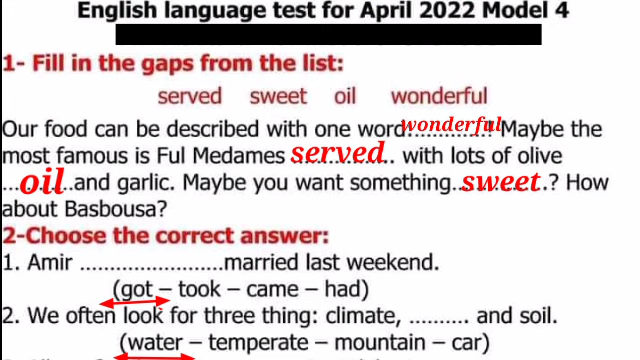 English language test for April 2022 Model 4
1- Fill in the gaps from the list:
served sweet oil wonderful
Our food can be described with one word: wonderful Maybe the
most famous is Ful Medames served .. with lots of olive
... oil ...and garlic. Maybe you want something.. sweet ..? How
about Basbousa?
2-Choose the correct answer:
1. Amir ........................married last weekend.
(got – took – came – had)
2. We often look for three thing: climate, .......... and soil.
(water – temperate – mountain – car)